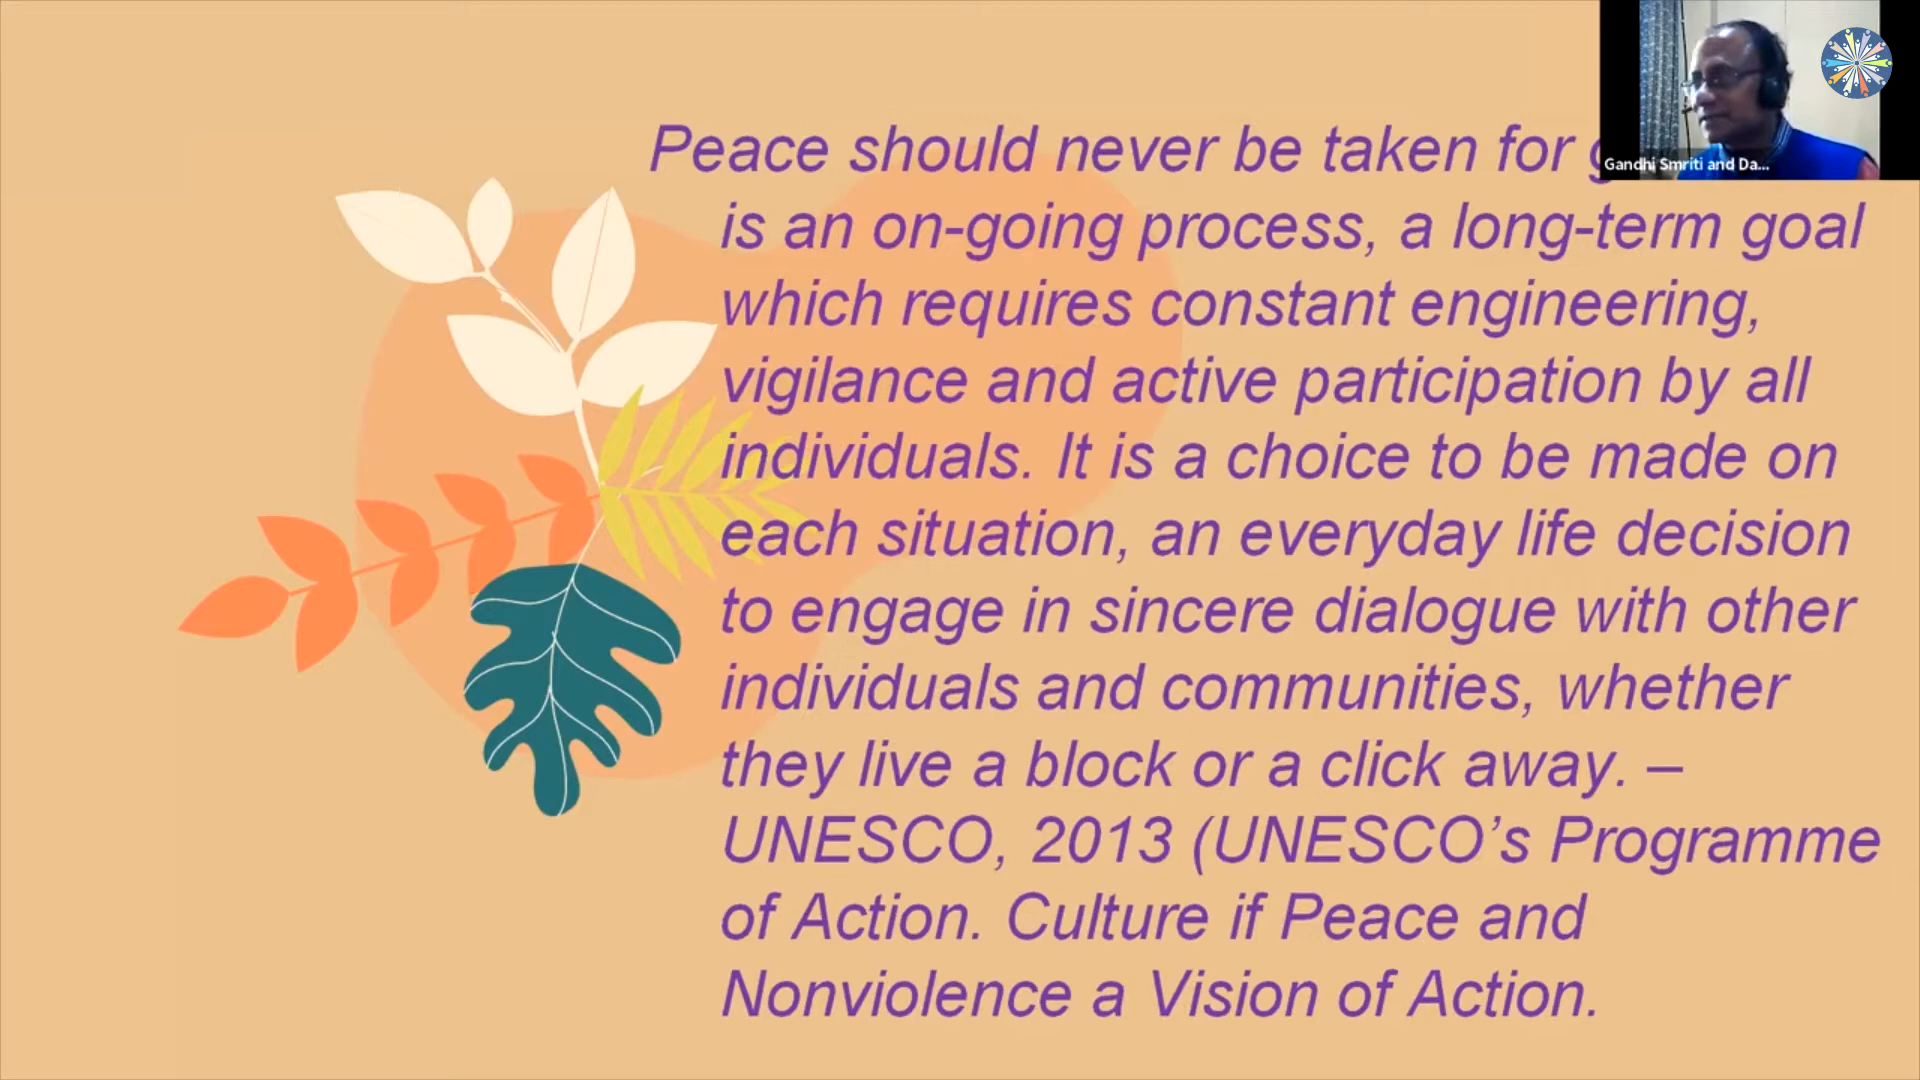 Peace should never be taken for
is an on-going process, a long-term goal
which requires constant engineering,
vigilance and active participation by all
individuals. It is a choice to be made on
each situation, an everyday life decision
to engage in sincere dialogue with other
individuals and communities, whether
they live a block or a click away. –
UNESCO, 2013 (UNESCO’s Programme
of Action. Culture if Peace and
Nonviolence a Vision of Action.
Gandhi Smriti and Da...